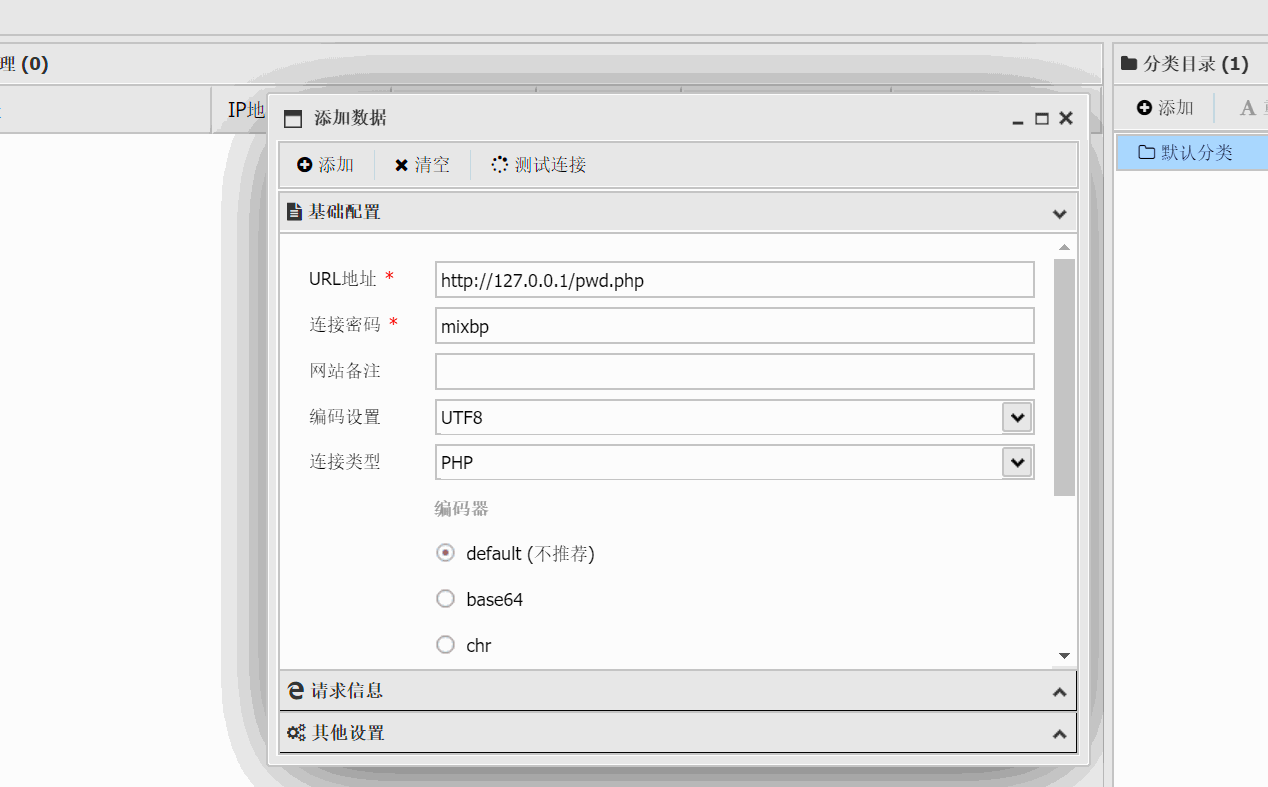 理 (0)
分类目录 (1)
IP地
添加
A
默认分类
添加数据
添加
清空
测试连接
基础配置
URL地址 *
http://127.0.0.1/pwd.php
连接密码 *
mixbp
网站备注
编码设置
UTF8
连接类型
PHP
编码器
default (不推荐)
base64
chr
请求信息
其他设置